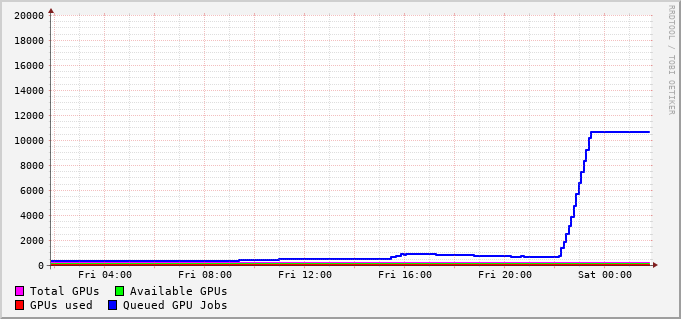 20000
18000
16000
14000
12000
10000
8000
6000
4000
2000
0
Fri 04:00 Fri 08:00 Fri 12:00 Fri 16:00 Fri 20:00 Sat 00:00
Total GPUs Available GPUs
GPUs used Queued GPU Jobs
RRDTOOL / TOBI OETIKER